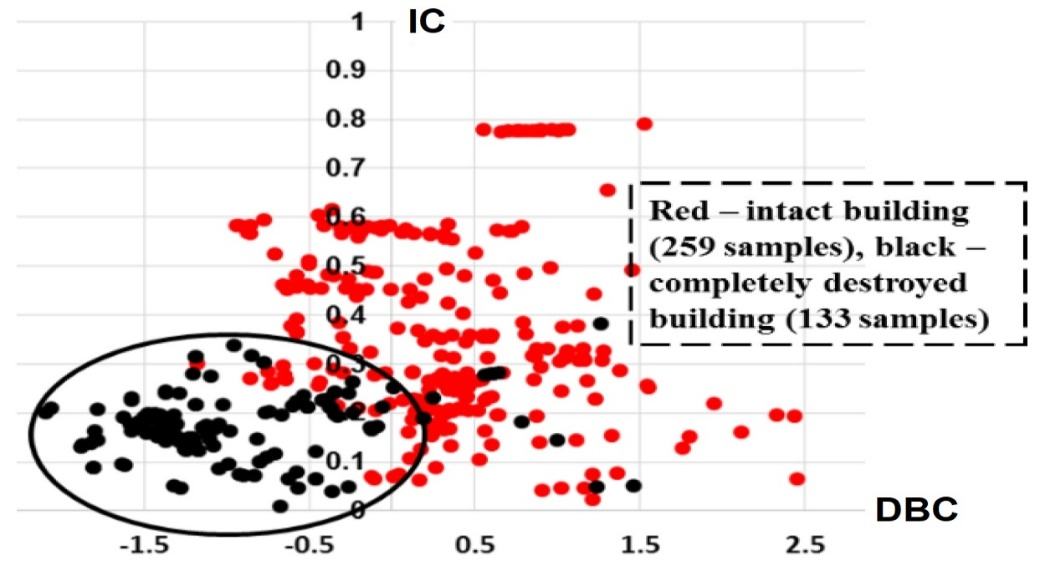 IC
1
0.9
0.8
0.7
0.6
0.5
0.4
0.3
0.2
0.1
0
-1.5 -0.5 0.5 1.5 2.5
DBC
Red – intact building
(259 samples), black –
completely destroyed
building (133 samples)